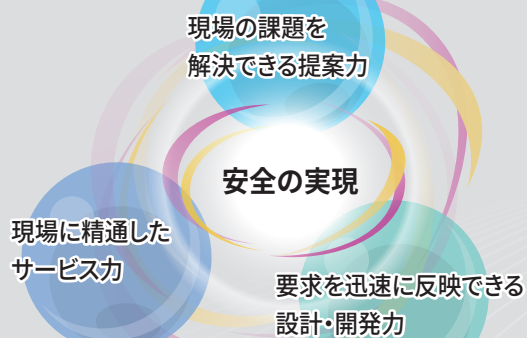 現場の課題を
解決できる提案力
安全の実現
現場に精通した
サービス力
要求を迅速に反映できる
設計・開発力